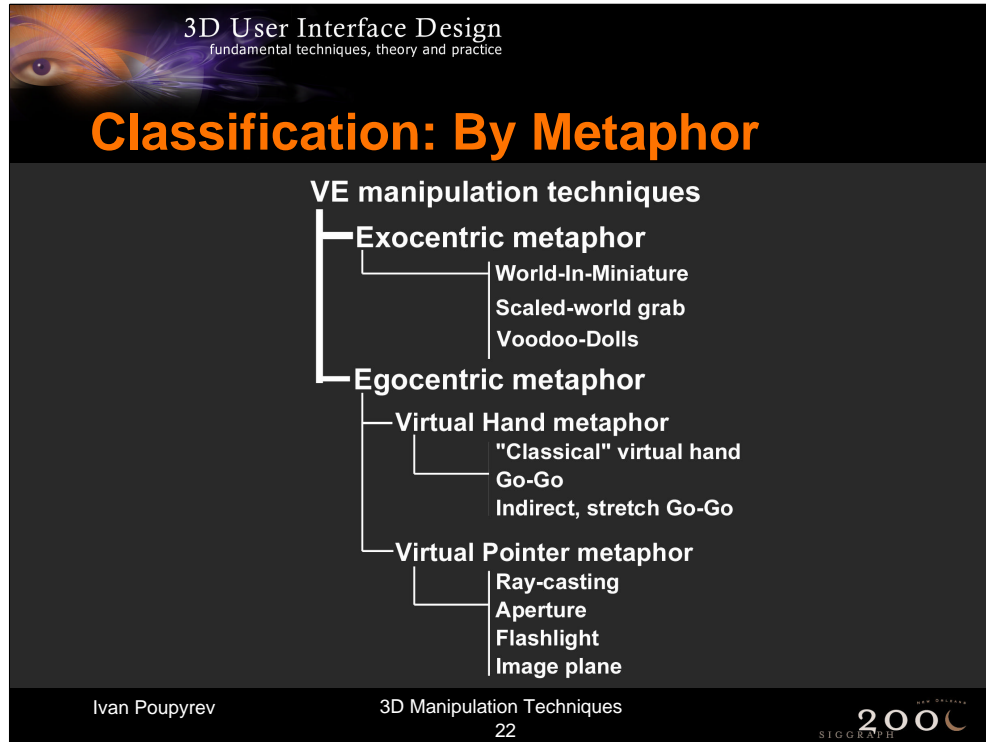 3D User Interface Design
fundamental techniques, theory and practice
Classification: By Metaphor
VE manipulation techniques
Exocentric metaphor
World-In-Miniature
Scaled-world grab
Voodoo-Dolls
Egocentric metaphor
Virtual Hand metaphor
"Classical" virtual hand
Go-Go
Indirect, stretch Go-Go
Virtual Pointer metaphor
Ray-casting
Aperture
Flashlight
Image plane
Ivan Poupyrev
3D Manipulation Techniques
22
NEW ORLEANS
2000
SIGGRAPH